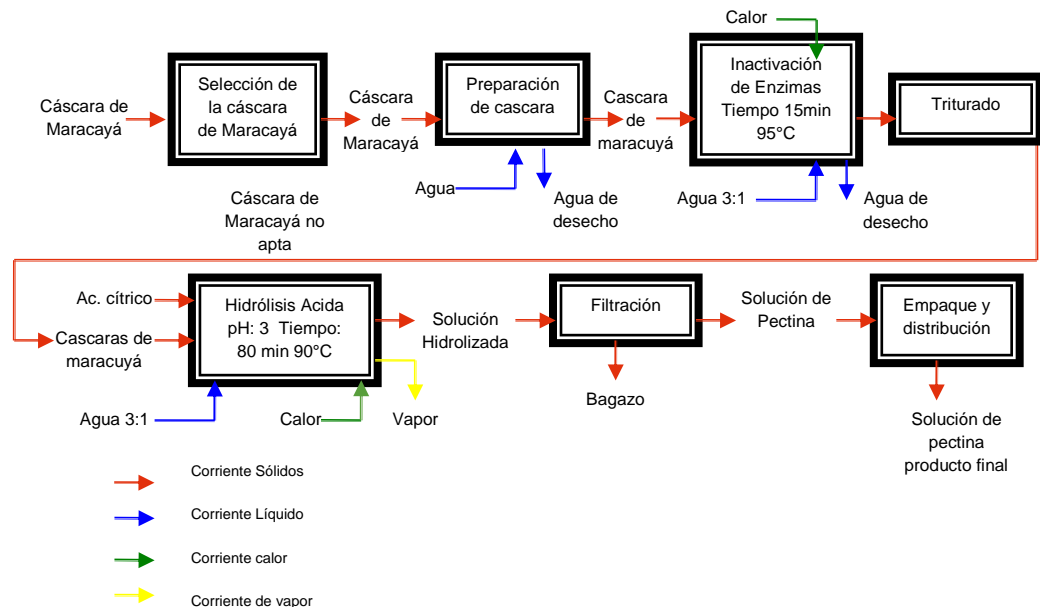 Calor
Cáscara de
Maracayá
Selección de
la cáscara
de Maracayá
Cáscara
de
Maracayá
Preparación
de cascara
Cascara
de
maracuyá
Inactivación
de Enzimas
Tiempo 15min
95°C
Triturado
Agua
Agua de
desecho
Agua 3:1
Agua de
desecho
Cáscara de
Maracayá no
apta
Ac. cítrico
Cascaras de
maracuyá
Hidrólisis Acida
pH: 3 Tiempo:
80 min 90°C
Solución
Hidrolizada
Filtración
Solución de
Pectina
Empaque y
distribución
Agua 3:1
Calor
Vapor
Bagazo
Solución de
pectina
producto final
Corriente Sólidos
Corriente Líquido
Corriente calor
Corriente de vapor